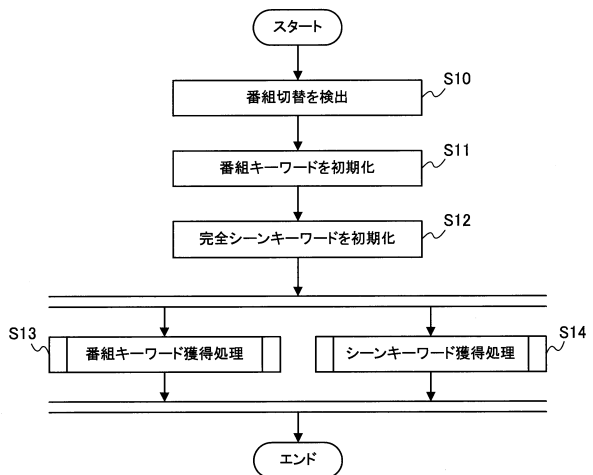 スタート
番組切替を検出
S10
番組キーワードを初期化
S11
完全シーンキーワードを初期化
S12
S13
番組キーワード獲得処理
シーンキーワード獲得処理
S14
エンド